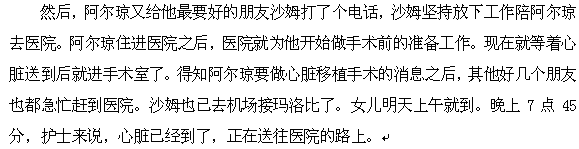 然后，阿尔琼又给他最要好的朋友沙姆打了个电话，沙姆坚持放下工作陪阿尔琼
去医院。阿尔琼住进医院之后，医院就为他开始做手术前的准备工作。现在就等着心
脏送到后就进手术室了。得知阿尔琼要做心脏移植手术的消息之后，其他好几个朋友
也都急忙赶到医院。沙姆也已去机场接玛洛比了。女儿明天上午就到。晚上 7 点 45
分，护士来说，心脏已经到了，正在送往医院的路上。↵